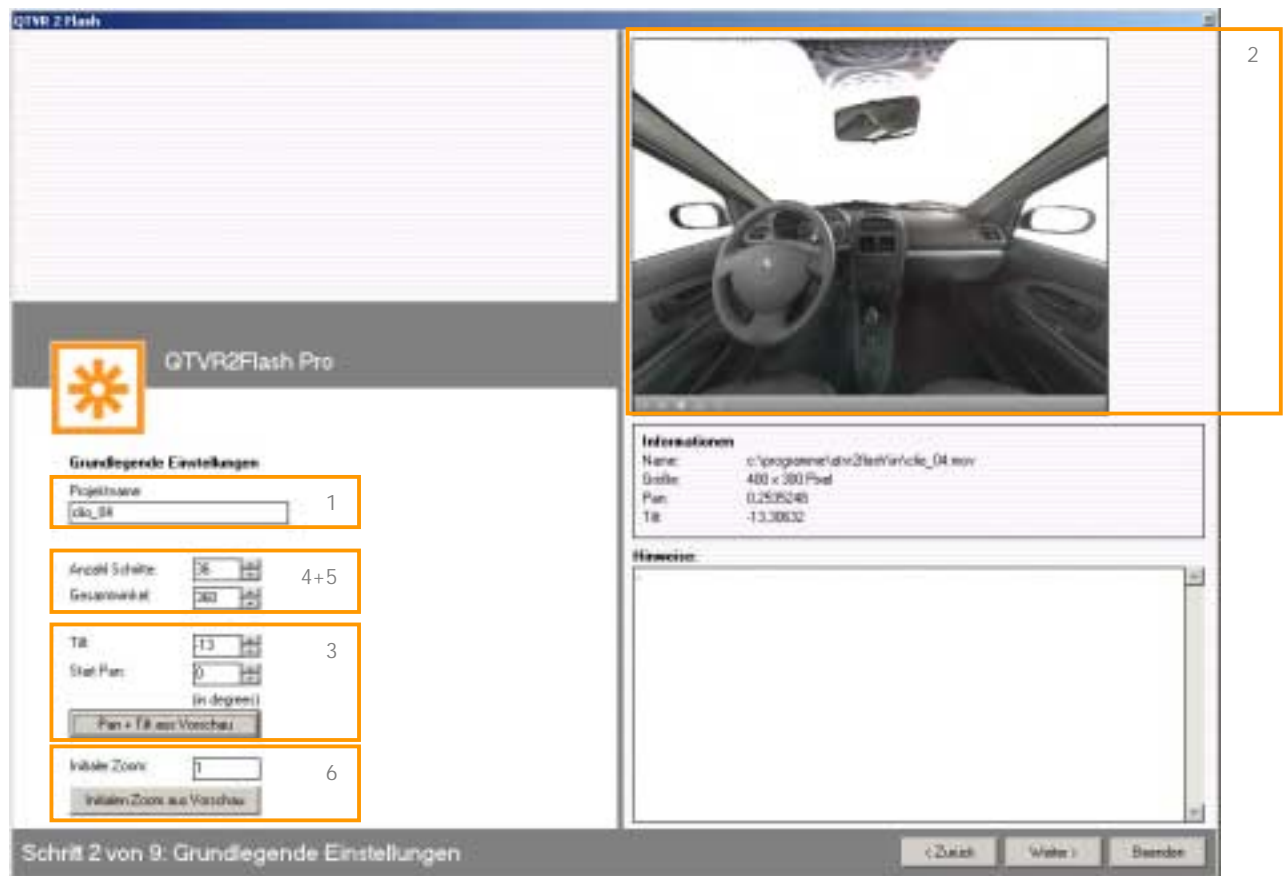 QTVR 2 Flash
2
QTVR2Flash Pro
Grundlegende Einstellungen
Projektname
clio_04
1
Anzahl Schritte: 36
Gesamtwinkel: 360
4+5
Tilt: -13
Start Pan: 0
(in degrees)
Pan + Tilt aus Vorschau
3
Initialer Zoom: 1
Initialen Zoom aus Vorschau
6
Informationen
Name: c:\programme\qtvr2flash\in\clio_04.mov
Größe: 400 x 300 Pixel
Pan: 0,2535248
Tilt: -13,30632
Hinweise:
-
Schritt 2 von 9: Grundlegende Einstellungen
< Zurück
Weiter >
Beenden